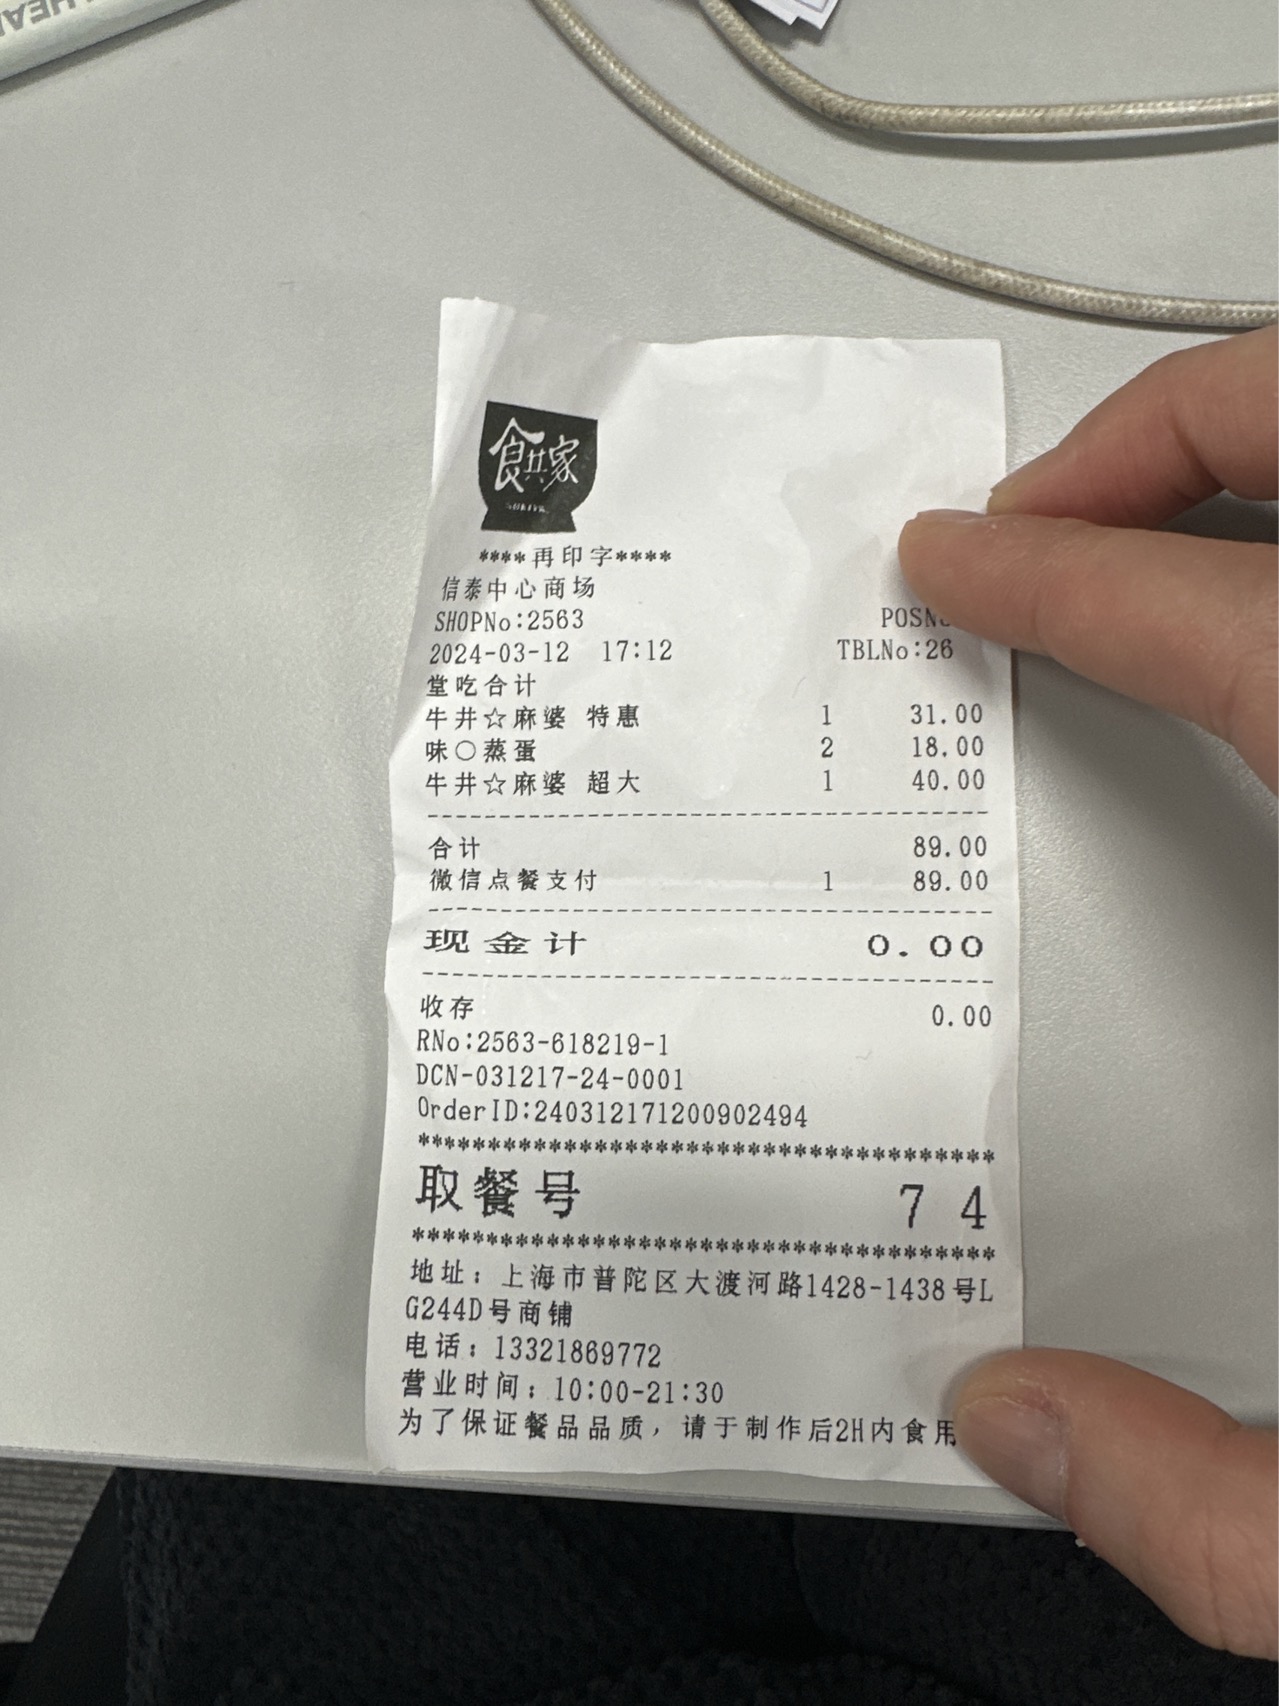 食其家
****再印字****
信泰中心商场
SHOPNo:2563
2024-03-12 17:12 TBLNo:26
堂吃合计
牛丼☆麻婆 特惠 1 31.00
味〇蒸蛋 2 18.00
牛丼☆麻婆 超大 1 40.00
合计 89.00
微信点餐支付 1 89.00
现金计 0.00
收存 0.00
RNo:2563-618219-1
DCN-031217-24-0001
OrderID:240312171200902494
取餐号 74
地址：上海市普陀区大渡河路1428-1438号L
G244D号商铺
电话：13321869772
营业时间：10:00-21:30
为了保证餐品品质，请于制作后2H内食用